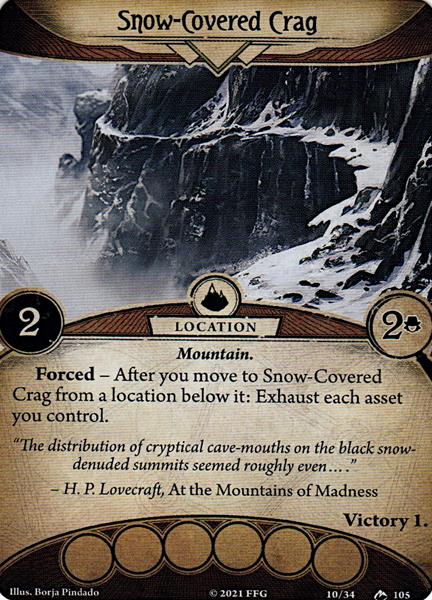 Snow-Covered Crag
2
2
LOCATION
Mountain.
Forced – After you move to Snow-Covered
Crag from a location below it: Exhaust each asset
you control.
“The distribution of cryptical cave-mouths on the black snow-
denuded summits seemed roughly even….”
– H. P. Lovecraft, At the Mountains of Madness
Victory 1.
Illus. Borja Pindado
© 2021 FFG
10/34
105